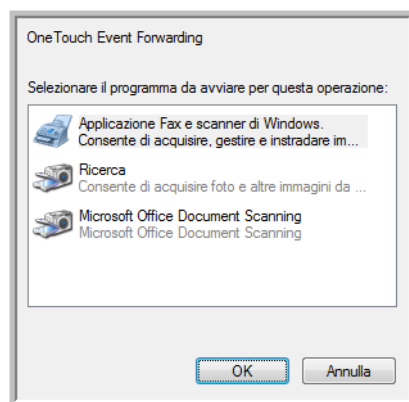 OneTouch Event Forwarding
Selezionare il programma da avviare per questa operazione:
Applicazione Fax e scanner di Windows.
Consente di acquisire, gestire e instradare im...
Ricerca
Consente di acquisire foto e altre immagini da ...
Microsoft Office Document Scanning
Microsoft Office Document Scanning
OK
Annulla